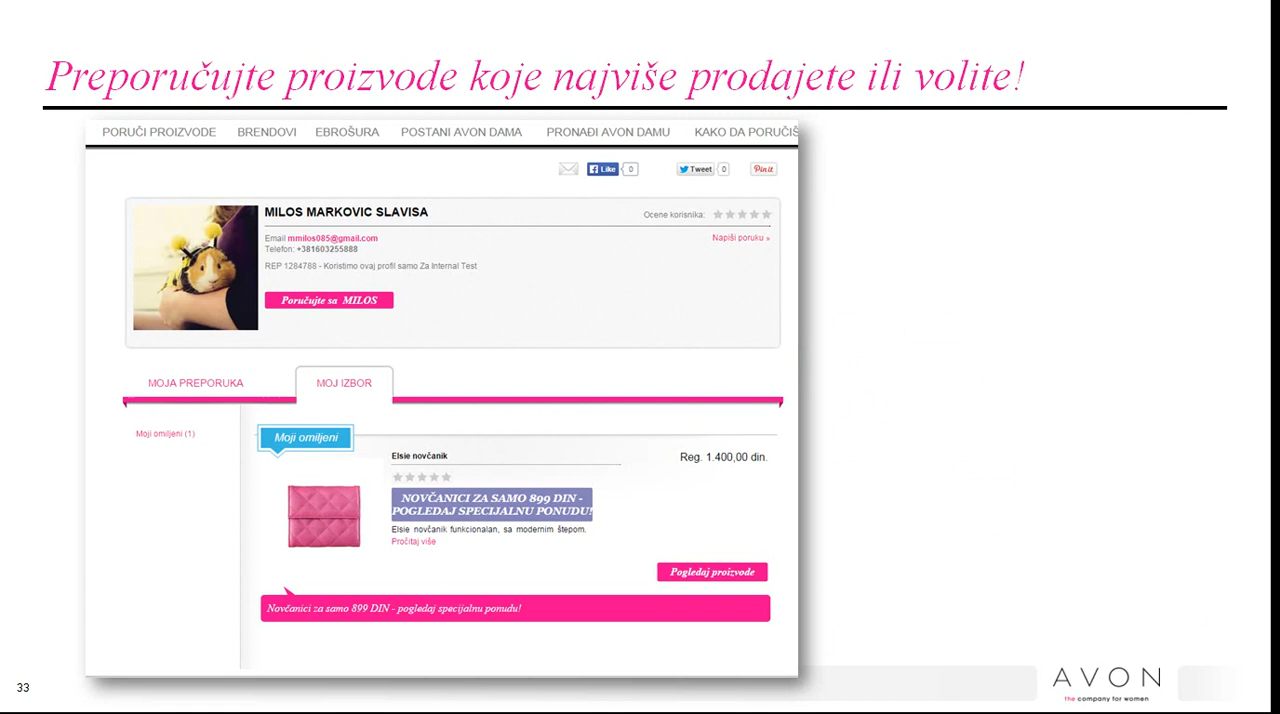 Preporučujte proizvode koje najviše prodajete ili volite!
PORUČI PROIZVODE BRENDOVI EBROŠURA POSTANI AVON DAMA PRONAĐI AVON DAMU KAKO DA PORUČIŠ
Like 0 Tweet 0 Pinit
MILOS MARKOVIC SLAVISA
Ocene korisnika:
Email mmilos085@gmail.com
Napiši poruku »
Telefon: +381603255888
REP 1284788 - Koristimo ovaj profil samo Za Internal Test
Poručujte sa MILOS
MOJA PREPORUKA MOJ IZBOR
Moji omiljeni (1)
Moji omiljeni
Elsie novčanik
Reg. 1.400,00 din.
NOVČANICI ZA SAMO 899 DIN -
POGLEDAJ SPECIJALNU PONUDU!
Elsie novčanik funkcionalan, sa modernim štepom.
Pročitaj više
Pogledaj proizvode
Novčanici za samo 899 DIN - pogledaj specijalnu ponudu!
33
AVON
the company for women